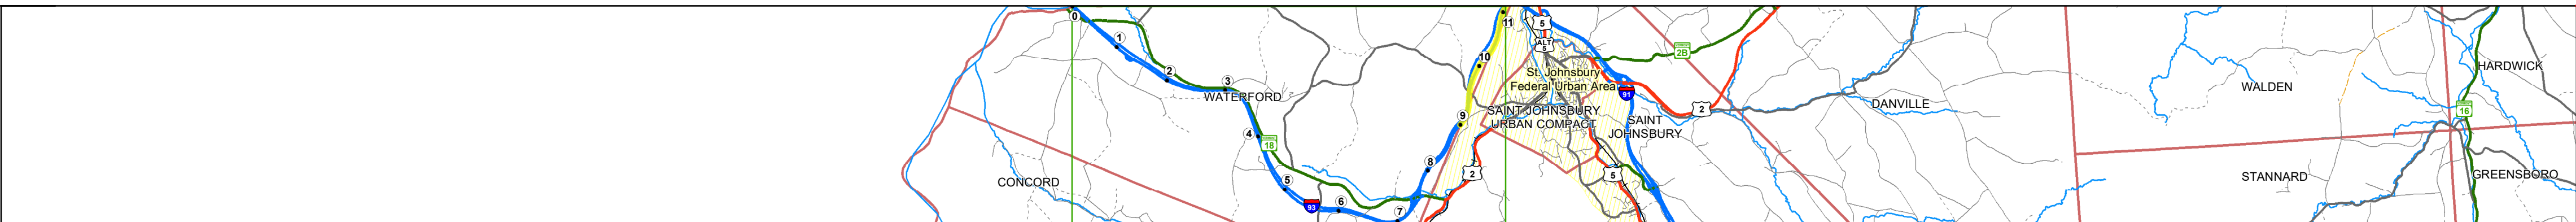 0
1
2
3
WATERFORD
4
18
5
93
6
7
8
9
10
11
CONCORD
5
ALT
5
2B
St. Johnsbury
Federal Urban Area
SAINT JOHNSBURY
URBAN COMPACT
91
SAINT
JOHNSBURY
2
2
5
DANVILLE
WALDEN
HARDWICK
16
STANNARD
GREENSBORO